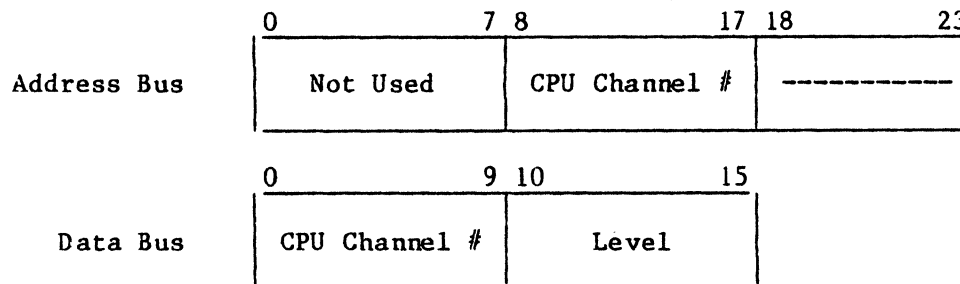 0 7 8 17 18 23
Address Bus Not Used CPU Channel # -----------
0 9 10 15
Data Bus CPU Channel # Level